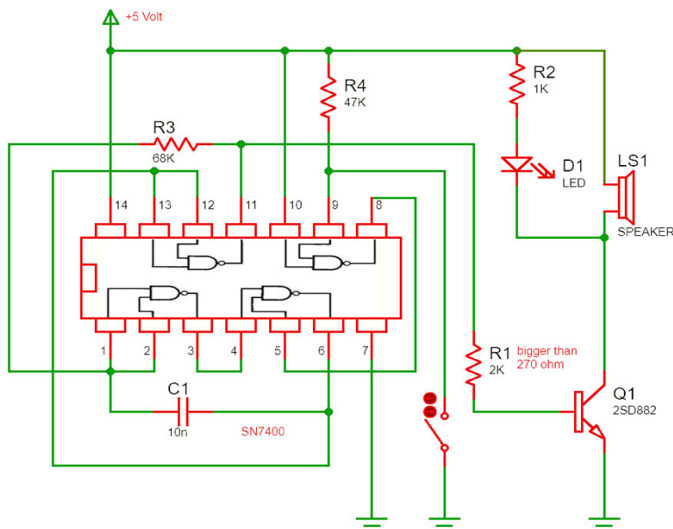 +5 Volt
R4
47K
R2
1K
R3
68K
D1
LED
LS1
SPEAKER
14 13 12 11 10 9 8
1 2 3 4 5 6 7
R1 bigger than
2K 270 ohm
C1
10n
SN7400
Q1
2SD882